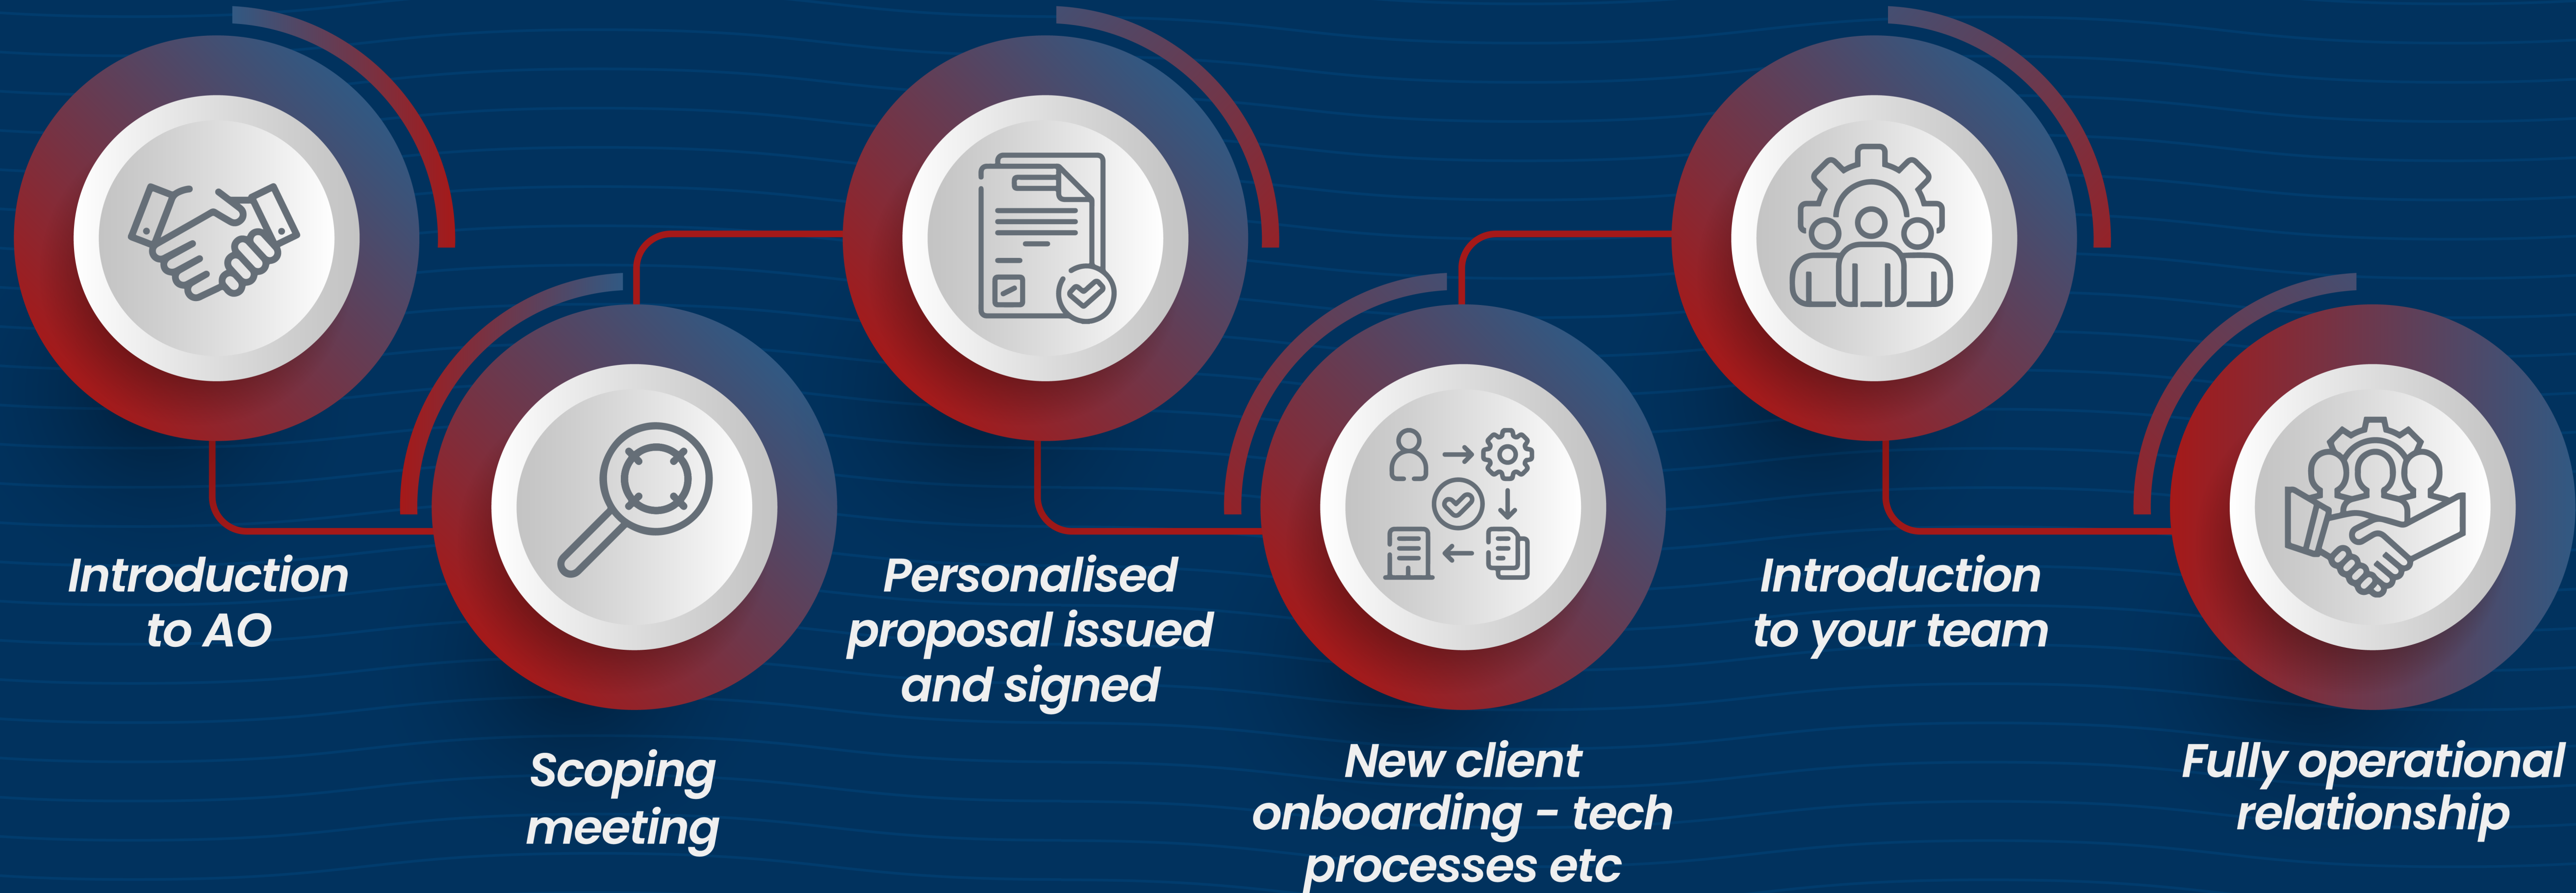 Introduction
to AO
Scoping
meeting
Personalised
proposal issued
and signed
New client
onboarding - tech
processes etc
Introduction
to your team
Fully operational
relationship